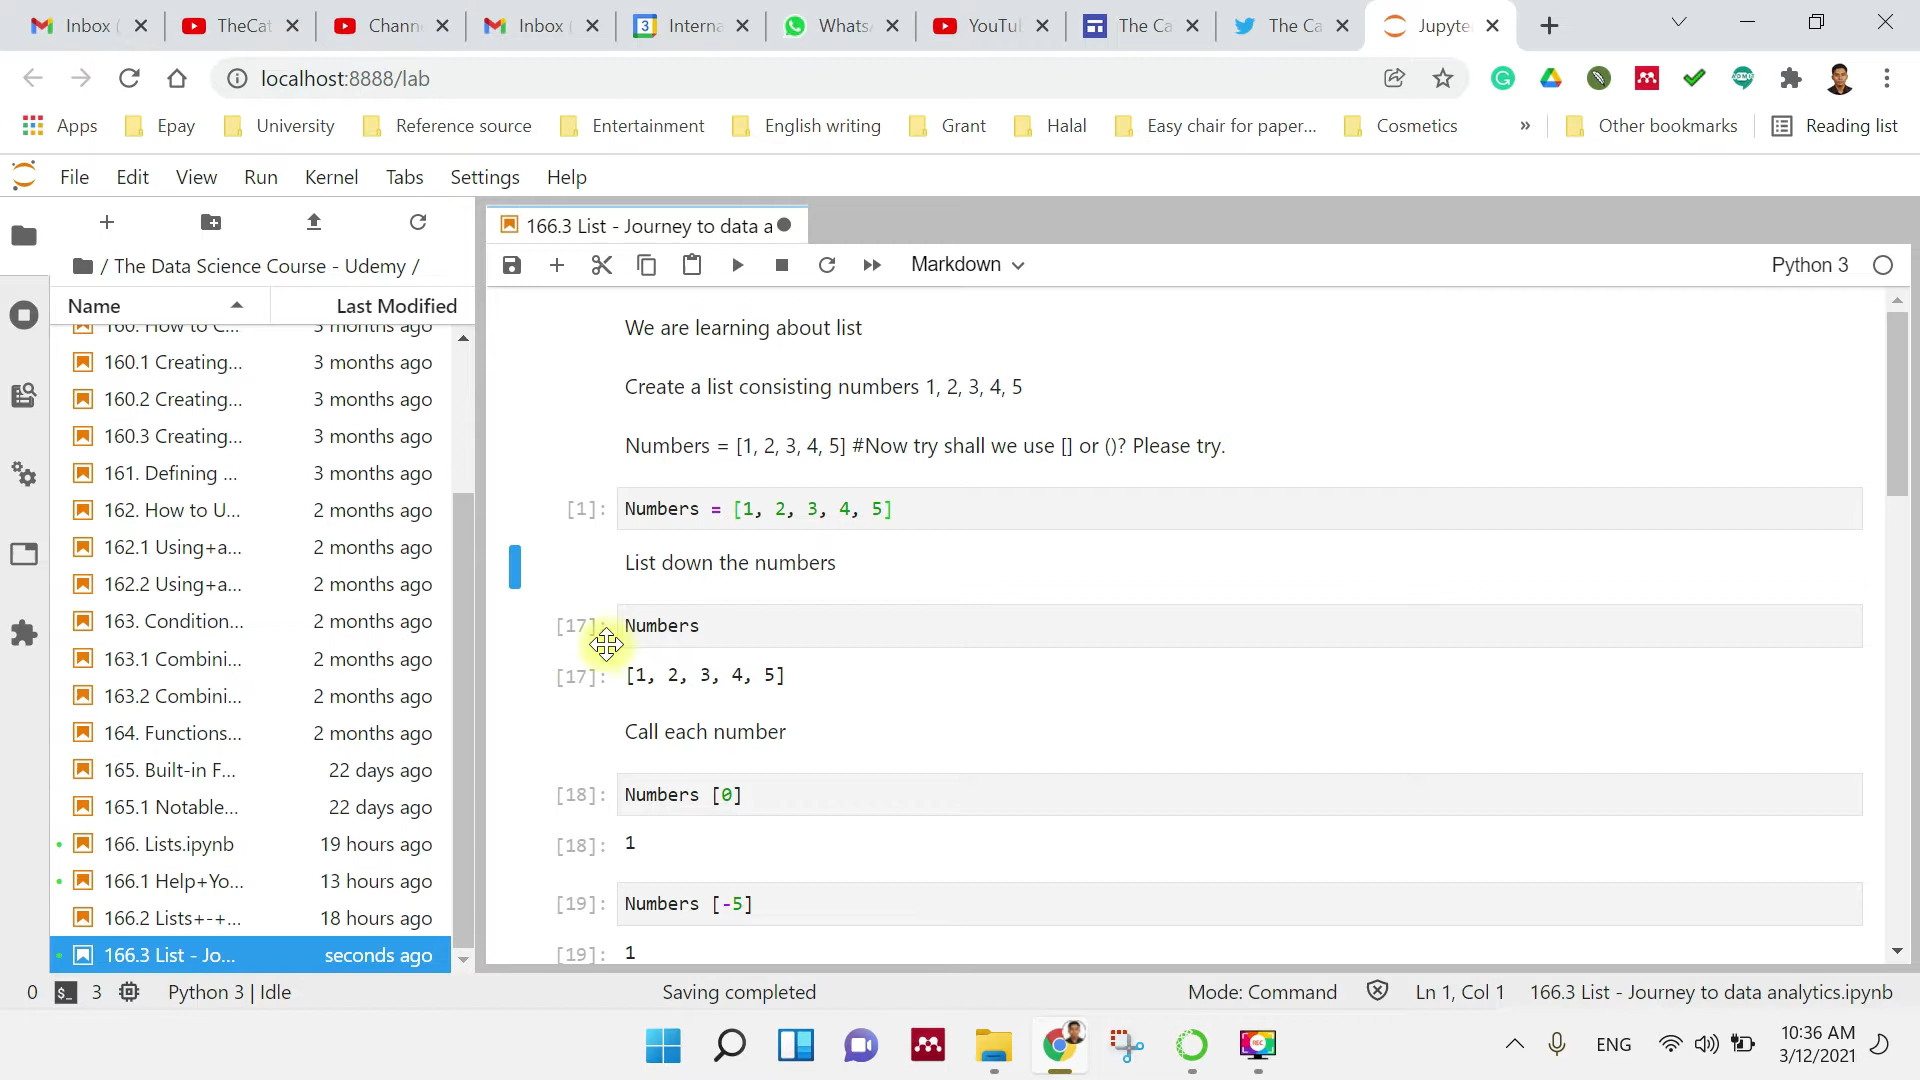 Inbox (
TheCat
Chann
Inbox (
Interna
WhatsA
YouTu
The Ca
The Ca
Jupyte
localhost:8888/lab
Apps
Epay
University
Reference source
Entertainment
English writing
Grant
Halal
Easy chair for paper...
Cosmetics
»
Other bookmarks
Reading list
File Edit View Run Kernel Tabs Settings Help
166.3 List - Journey to data a
/ The Data Science Course - Udemy /
Markdown
Python 3
Name Last Modified
160. How to C... 3 months ago
160.1 Creating... 3 months ago
160.2 Creating... 3 months ago
160.3 Creating... 3 months ago
161. Defining ... 3 months ago
162. How to U... 2 months ago
162.1 Using+a... 2 months ago
162.2 Using+a... 2 months ago
163. Condition... 2 months ago
163.1 Combini... 2 months ago
163.2 Combini... 2 months ago
164. Functions... 2 months ago
165. Built-in F... 22 days ago
165.1 Notable... 22 days ago
166. Lists.ipynb 19 hours ago
166.1 Help+Yo... 13 hours ago
166.2 Lists+-+... 18 hours ago
166.3 List - Jo... seconds ago
We are learning about list
Create a list consisting numbers 1, 2, 3, 4, 5
Numbers = [1, 2, 3, 4, 5] #Now try shall we use [] or ()? Please try.
[1]: Numbers = [1, 2, 3, 4, 5]
List down the numbers
[17]: Numbers
[17]: [1, 2, 3, 4, 5]
Call each number
[18]: Numbers [0]
[18]: 1
[19]: Numbers [-5]
[19]: 1
0 3 Python 3 | Idle
Saving completed
Mode: Command
Ln 1, Col 1
166.3 List - Journey to data analytics.ipynb
ENG
10:36 AM
3/12/2021